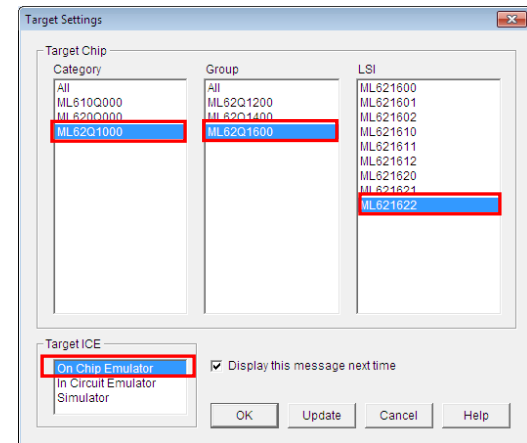 Target Settings
Target Chip
Category
All
ML610Q000
ML620Q000
ML62Q1000
Group
All
ML62Q1200
ML62Q1400
ML62Q1600
LSI
ML621600
ML621601
ML621602
ML621610
ML621611
ML621612
ML621620
ML621621
ML621622
Target ICE
On Chip Emulator
In Circuit Emulator
Simulator
Display this message next time
OK
Update
Cancel
Help